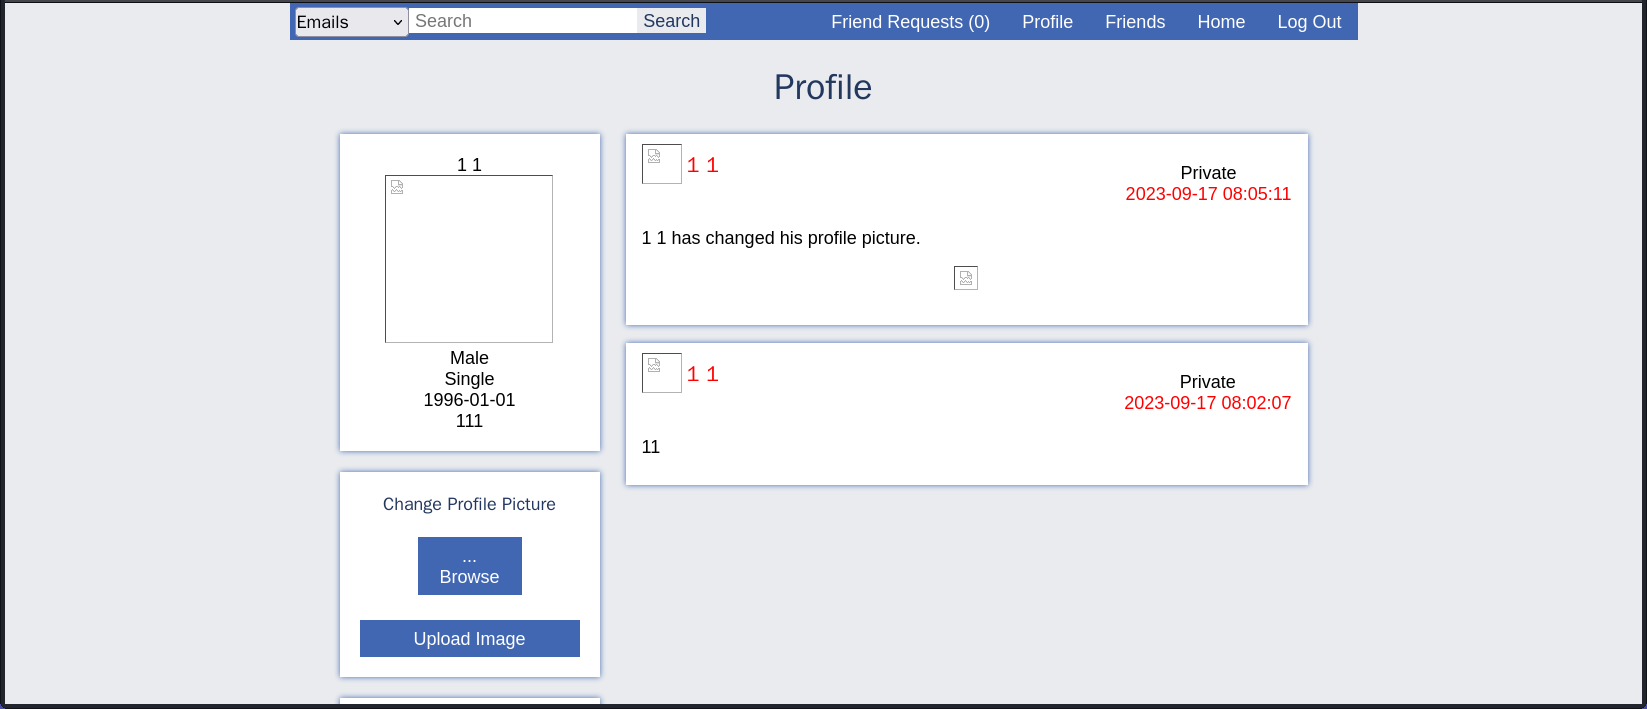 Emails Search Search Friend Requests (0) Profile Friends Home Log Out
Profile
1 1
Male
Single
1996-01-01
111
Change Profile Picture
...
Browse
Upload Image
1 1
Private
2023-09-17 08:05:11
1 1 has changed his profile picture.
1 1
Private
2023-09-17 08:02:07
11